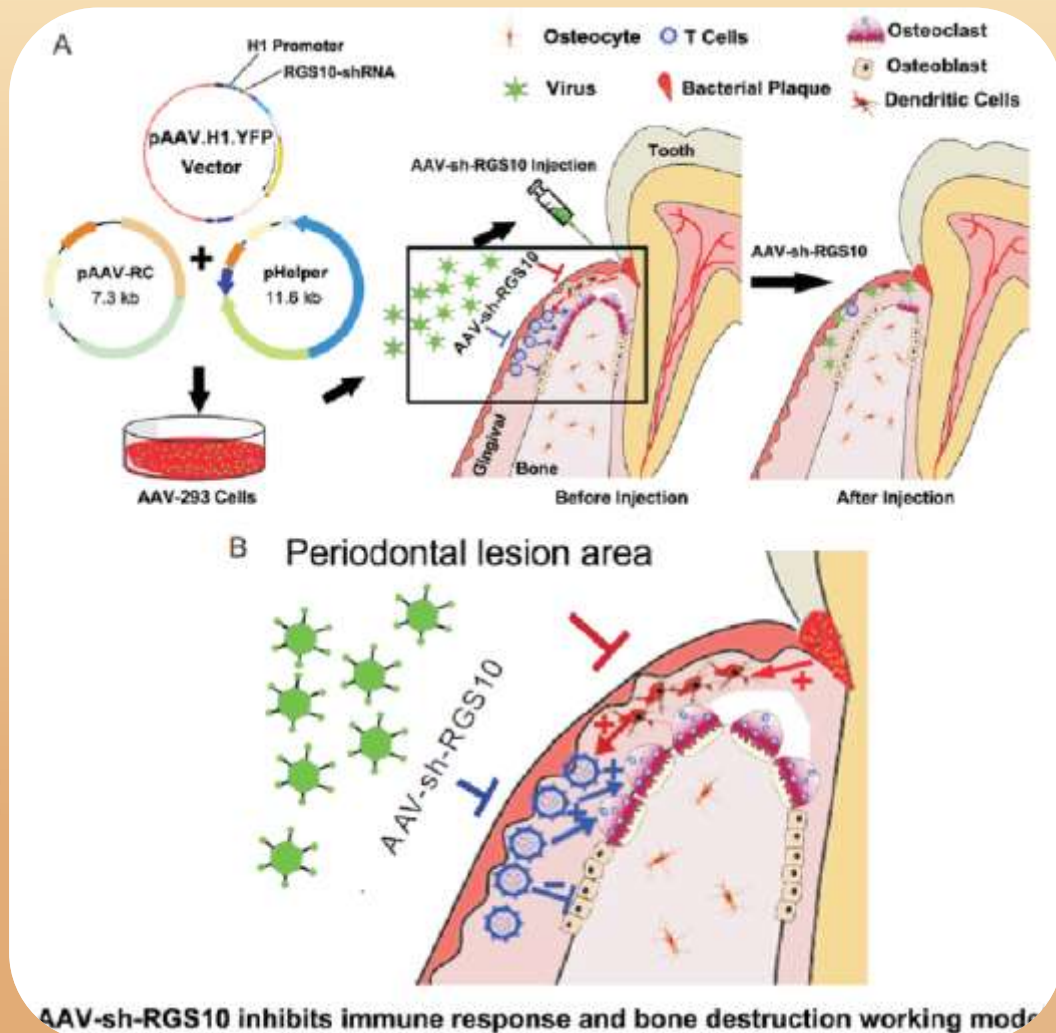 A
H1 Promoter
RGS10-shRNA
pAAV.H1.YFP
Vector
pAAV-RC
7.3 kb
+
pHelper
11.6 kb
AAV-293 Cells
Osteocyte
T Cells
Osteoclast
Virus
Bacterial Plaque
Osteoblast
Dendritic Cells
AAV-sh-RGS10 Injection
Tooth
AAV-sh-RGS10
AAV-sh-RGS10
Gingival
Bone
Before Injection
After Injection
B
Periodontal lesion area
AAV-sh-RGS10
+
+
+
+
–
AAV-sh-RGS10 inhibits immune response and bone destruction working mode